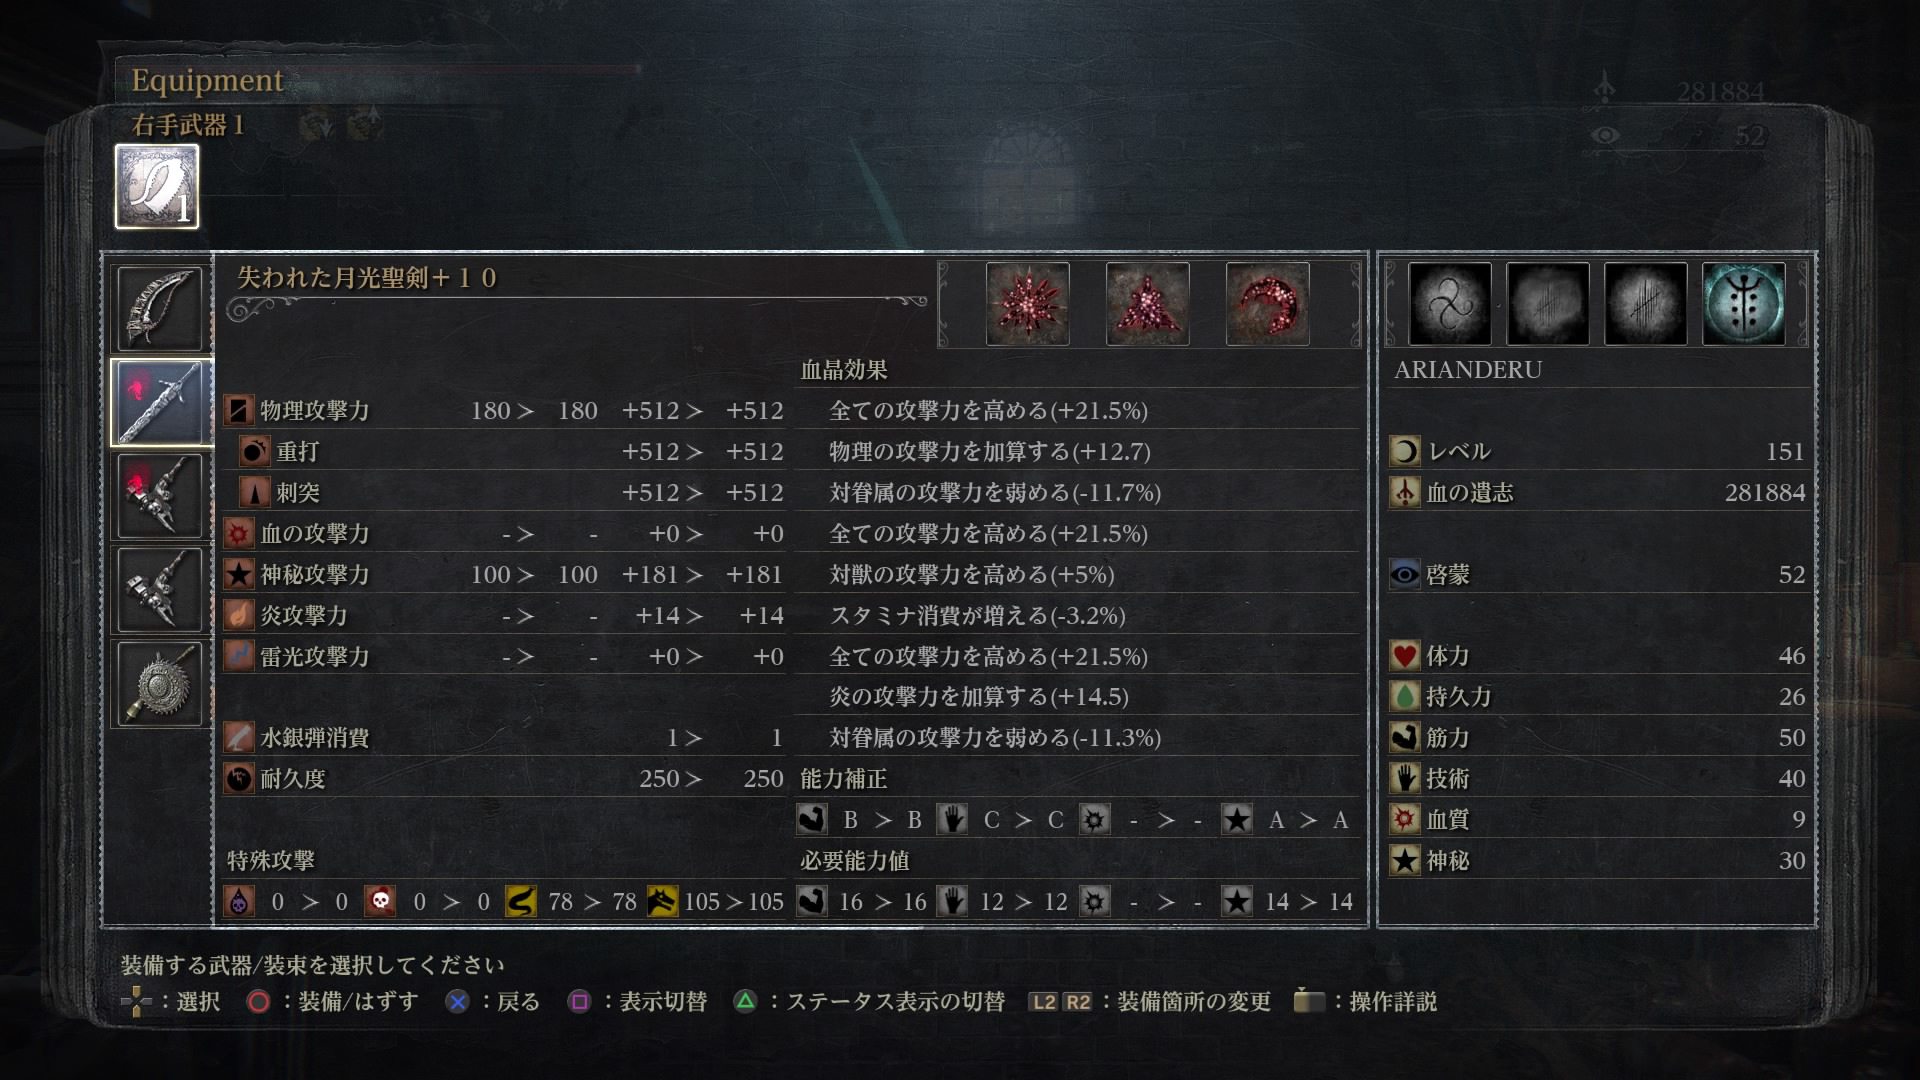 Equipment
右手武器 1
281884
52
1
失われた月光聖剣＋１０
血晶効果
物理攻撃力 180 > 180 +512 > +512
重打 +512 > +512
刺突 +512 > +512
血の攻撃力 - > - +0 > +0
神秘攻撃力 100 > 100 +181 > +181
炎攻撃力 - > - +14 > +14
雷光攻撃力 - > - +0 > +0
水銀弾消費 1 > 1
耐久度 250 > 250
特殊攻撃
0 > 0 0 > 0 78 > 78 105 > 105
全ての攻撃力を高める(+21.5%)
物理の攻撃力を加算する(+12.7)
対眷属の攻撃力を弱める(-11.7%)
全ての攻撃力を高める(+21.5%)
対獣の攻撃力を高める(+5%)
スタミナ消費が増える(-3.2%)
全ての攻撃力を高める(+21.5%)
炎の攻撃力を加算する(+14.5)
対眷属の攻撃力を弱める(-11.3%)
能力補正
B > B C > C - > - A > A
必要能力値
16 > 16 12 > 12 - > - 14 > 14
ARIANDERU
レベル 151
血の遺志 281884
啓蒙 52
体力 46
持久力 26
筋力 50
技術 40
血質 9
神秘 30
装備する武器/装束を選択してください
：選択 ：装備/はずす ：戻る ：表示切替 ：ステータス表示の切替 L2 R2：装備箇所の変更 ：操作詳説